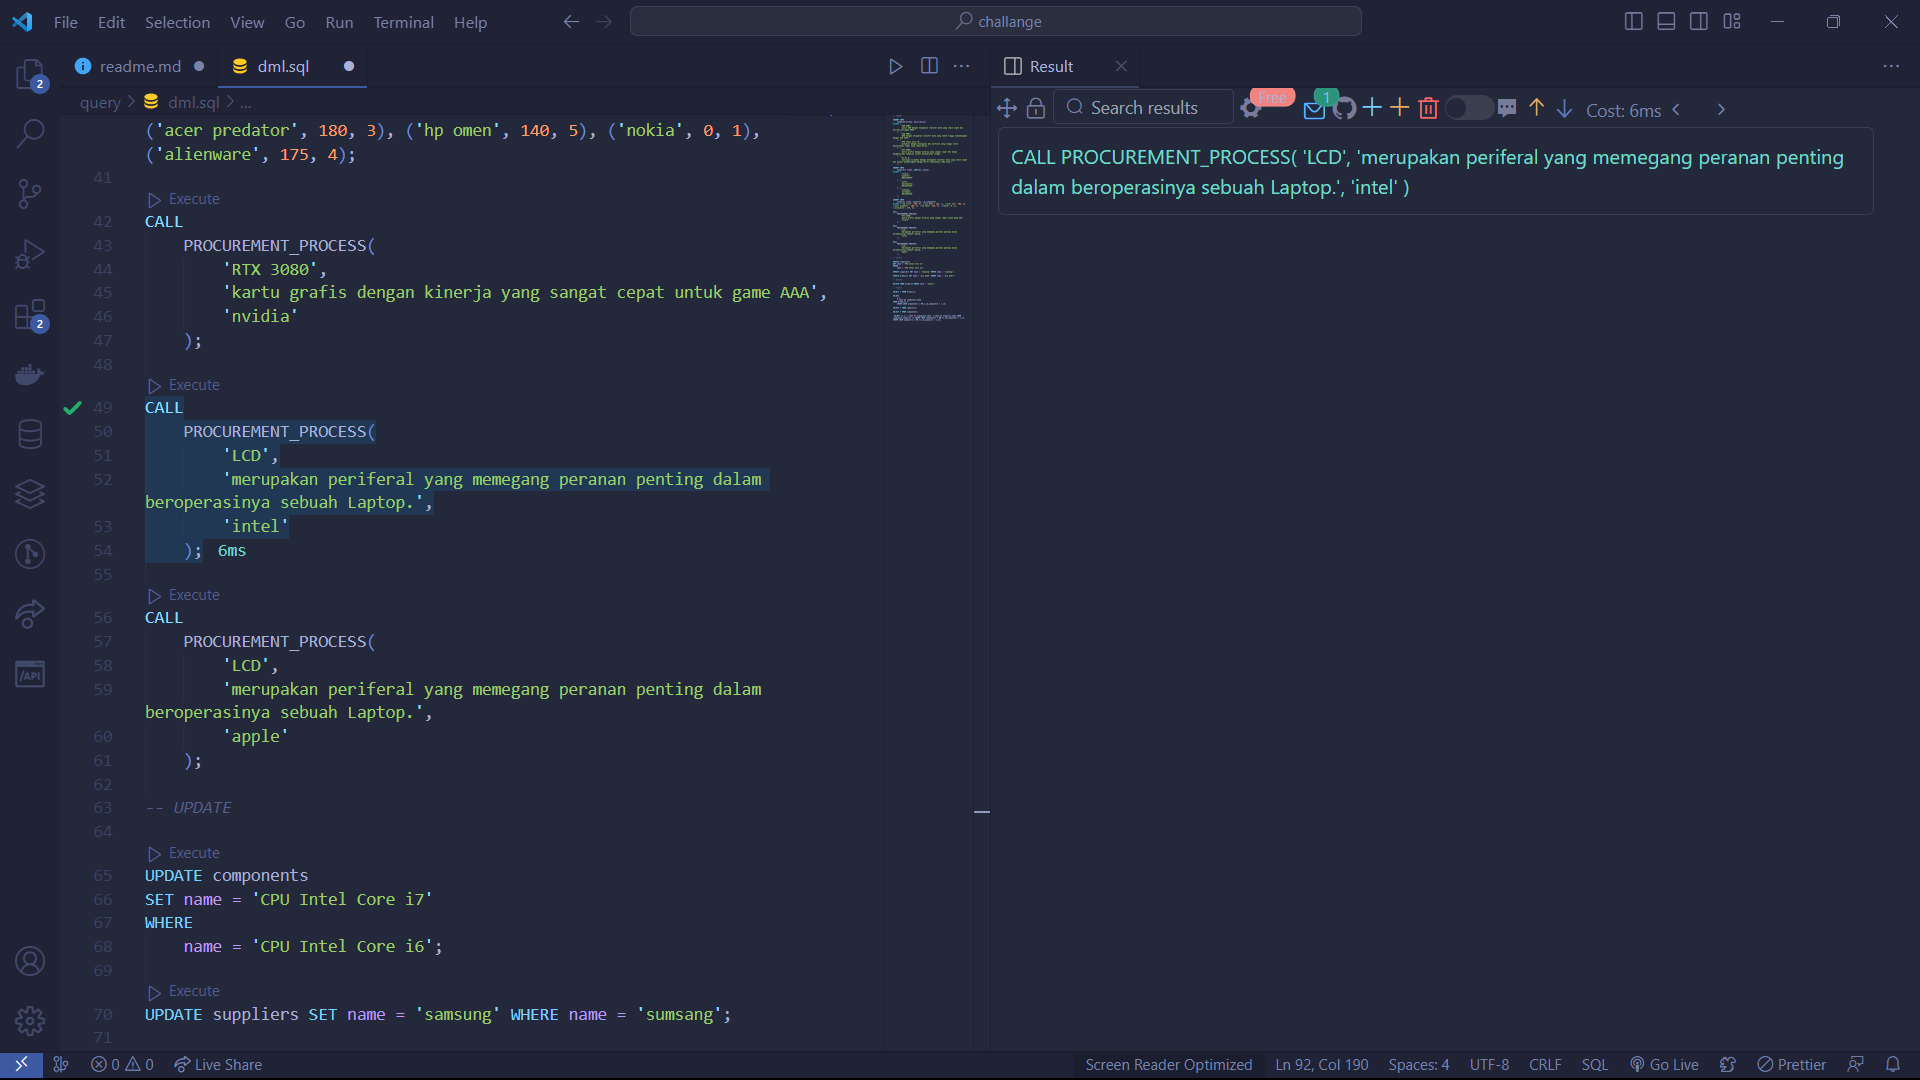 File Edit Selection View Go Run Terminal Help
challange
readme.md
dml.sql
Result
query > dml.sql > ...
Search results
Free
1
Cost: 6ms
CALL PROCUREMENT_PROCESS( 'LCD', 'merupakan periferal yang memegang peranan penting
dalam beroperasinya sebuah Laptop.', 'intel' )
2
2
/API
('acer predator', 180, 3), ('hp omen', 140, 5), ('nokia', 0, 1),
('alienware', 175, 4);
41
Execute
42 CALL
43 PROCUREMENT_PROCESS(
44 'RTX 3080',
45 'kartu grafis dengan kinerja yang sangat cepat untuk game AAA',
46 'nvidia'
47 );
48
Execute
49 CALL
50 PROCUREMENT_PROCESS(
51 'LCD',
52 'merupakan periferal yang memegang peranan penting dalam
beroperasinya sebuah Laptop.',
53 'intel'
54 ); 6ms
55
Execute
56 CALL
57 PROCUREMENT_PROCESS(
58 'LCD',
59 'merupakan periferal yang memegang peranan penting dalam
beroperasinya sebuah Laptop.',
60 'apple'
61 );
62
63 -- UPDATE
64
Execute
65 UPDATE components
66 SET name = 'CPU Intel Core i7'
67 WHERE
68 name = 'CPU Intel Core i6';
69
Execute
70 UPDATE suppliers SET name = 'samsung' WHERE name = 'sumsang';
71
0 0 Live Share
Screen Reader Optimized Ln 92, Col 190 Spaces: 4 UTF-8 CRLF SQL Go Live Prettier